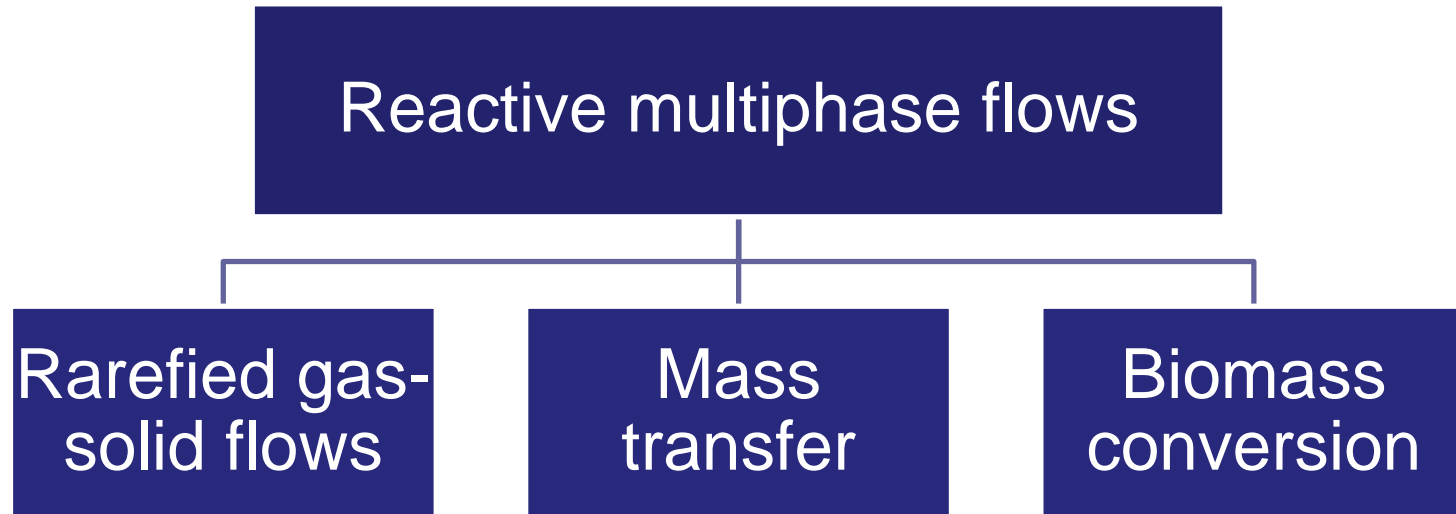 Reactive multiphase flows
Rarefied gas-
solid flows
Mass
transfer
Biomass
conversion